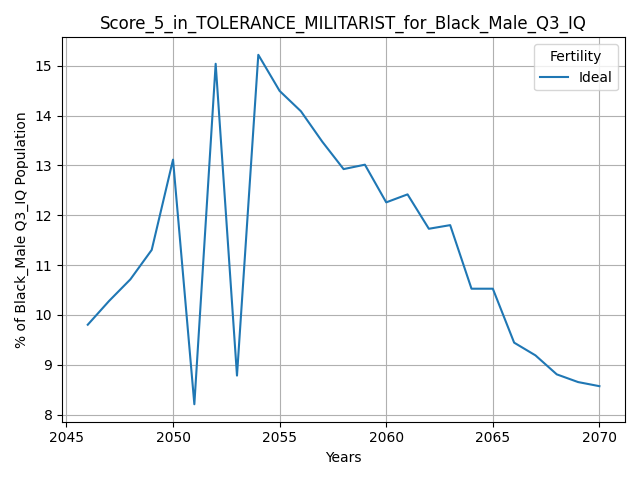 Score_5_in_TOLERANCE_MILITARIST_for_Black_Male_Q3_IQ
Fertility
Ideal
% of Black_Male Q3_IQ Population
15
14
13
12
11
10
9
8
2045
2050
2055
2060
2065
2070
Years